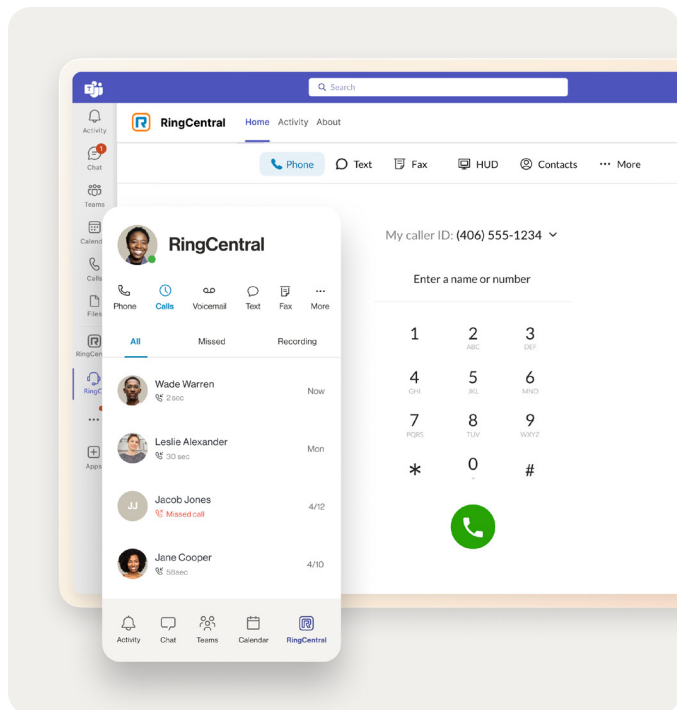 Search
Activity
Chat
1
Teams
Calend
Calls
Files
RingCen
RingC
Apps
RingCentral
Home Activity About
Phone Text Fax HUD Contacts ••• More
My caller ID: (406) 555-1234
Enter a name or number
1 2 3
ABC DEF
4 5 6
GHI JKL MNO
7 8 9
PQRS TUV WXYZ
* 0 #
RingCentral
Phone Calls Voicemail Text Fax More
All Missed Recording
Wade Warren
2 sec
Now
Leslie Alexander
30 sec
Mon
JJ
Jacob Jones
Missed call
4/12
Jane Cooper
58sec
4/10
Activity Chat Teams Calendar RingCentral